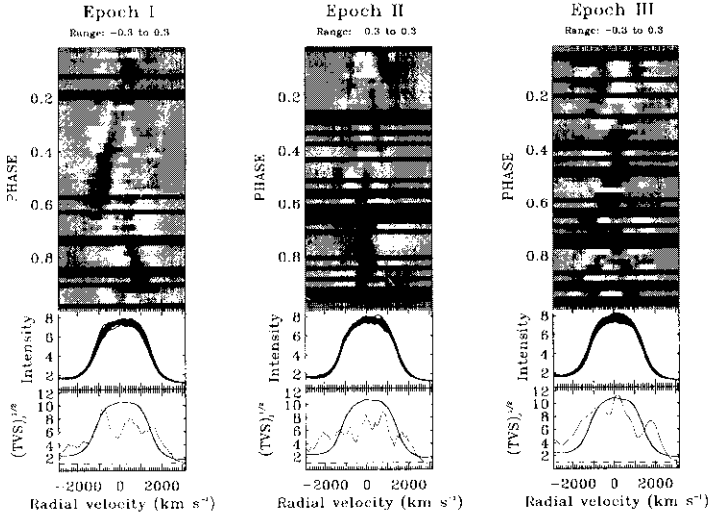 Epoch I
Range: -0.3 to 0.3
PHASE
0.2
0.4
0.6
0.8
Intensity
8
6
4
2
(TVS)₁^1/2
12
10
8
6
4
2
-2000 0 2000
Radial velocity (km s⁻¹)
Epoch II
Range: 0.3 to 0.3
PHASE
0.2
0.4
0.6
0.8
Intensity
8
6
4
2
(TVS)₁^1/2
12
10
8
6
4
2
-2000 0 2000
Radial velocity (km s⁻¹)
Epoch III
Range: -0.3 to 0.3
PHASE
0.2
0.4
0.6
0.8
Intensity
8
6
4
2
(TVS)₁^1/2
12
10
8
6
4
2
-2000 0 2000
Radial velocity (km s⁻¹)